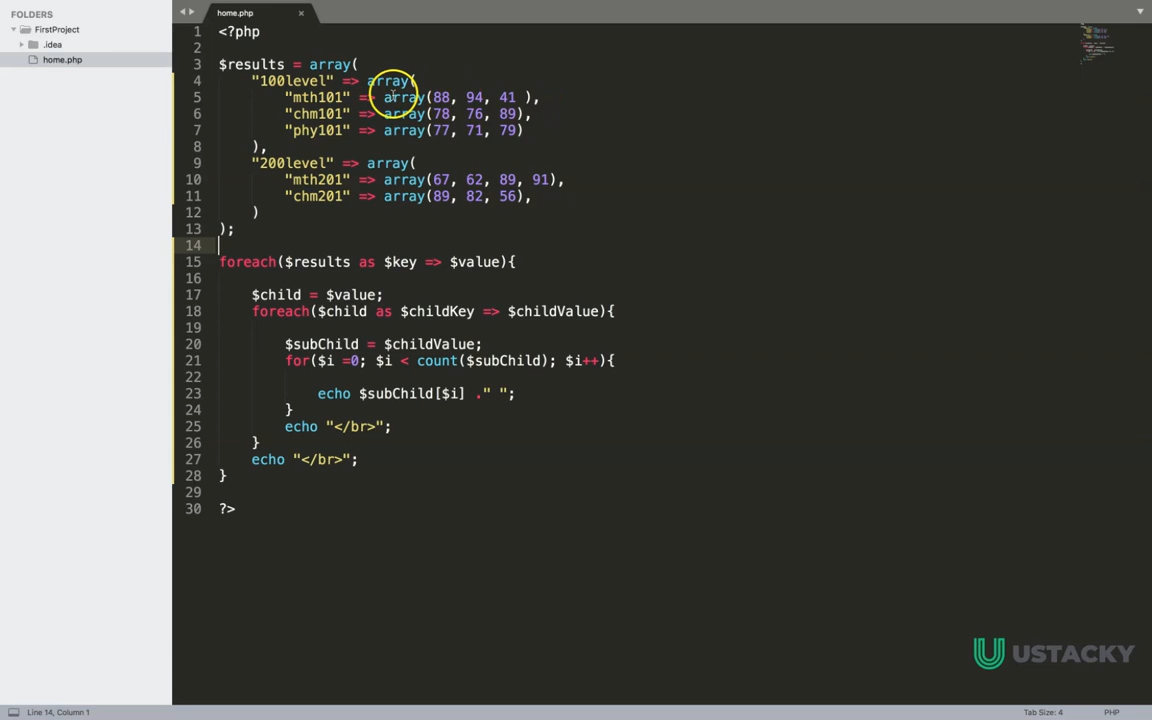 FOLDERS
FirstProject
.idea
home.php
home.php
1 <?php
2
3 $results = array(
4 "100level" => array(
5 "mth101" => array(88, 94, 41 ),
6 "chm101" => array(78, 76, 89),
7 "phy101" => array(77, 71, 79)
8 ),
9 "200level" => array(
10 "mth201" => array(67, 62, 89, 91),
11 "chm201" => array(89, 82, 56),
12 )
13 );
14
15 foreach($results as $key => $value){
16
17 $child = $value;
18 foreach($child as $childKey => $childValue){
19
20 $subChild = $childValue;
21 for($i =0; $i < count($subChild); $i++){
22
23 echo $subChild[$i] ." ";
24 }
25 echo "</br>";
26 }
27 echo "</br>";
28 }
29
30 ?>
USTACKY
Line 14, Column 1
Tab Size: 4
PHP